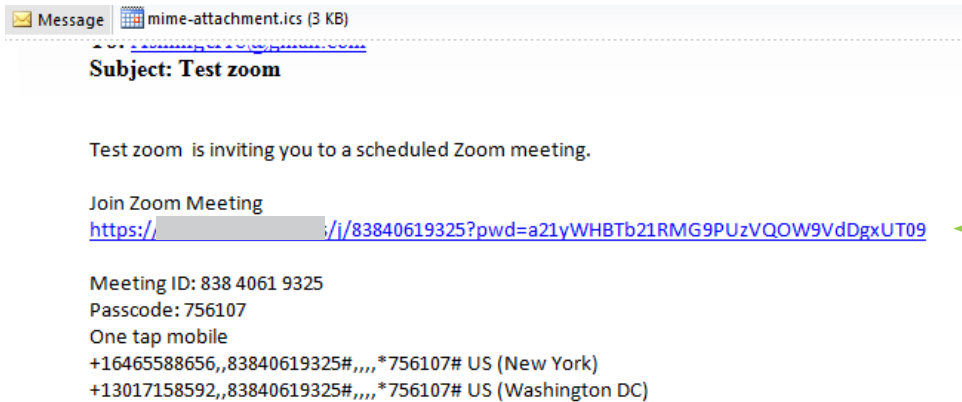 Message mime-attachment.ics (3 KB)
Subject: Test zoom
Test zoom is inviting you to a scheduled Zoom meeting.
Join Zoom Meeting
https:// /j/83840619325?pwd=a21yWHBTb21RMG9PUzVQOW9VdDgxUT09
Meeting ID: 838 4061 9325
Passcode: 756107
One tap mobile
+16465588656,,83840619325#,,,,*756107# US (New York)
+13017158592,,83840619325#,,,,*756107# US (Washington DC)